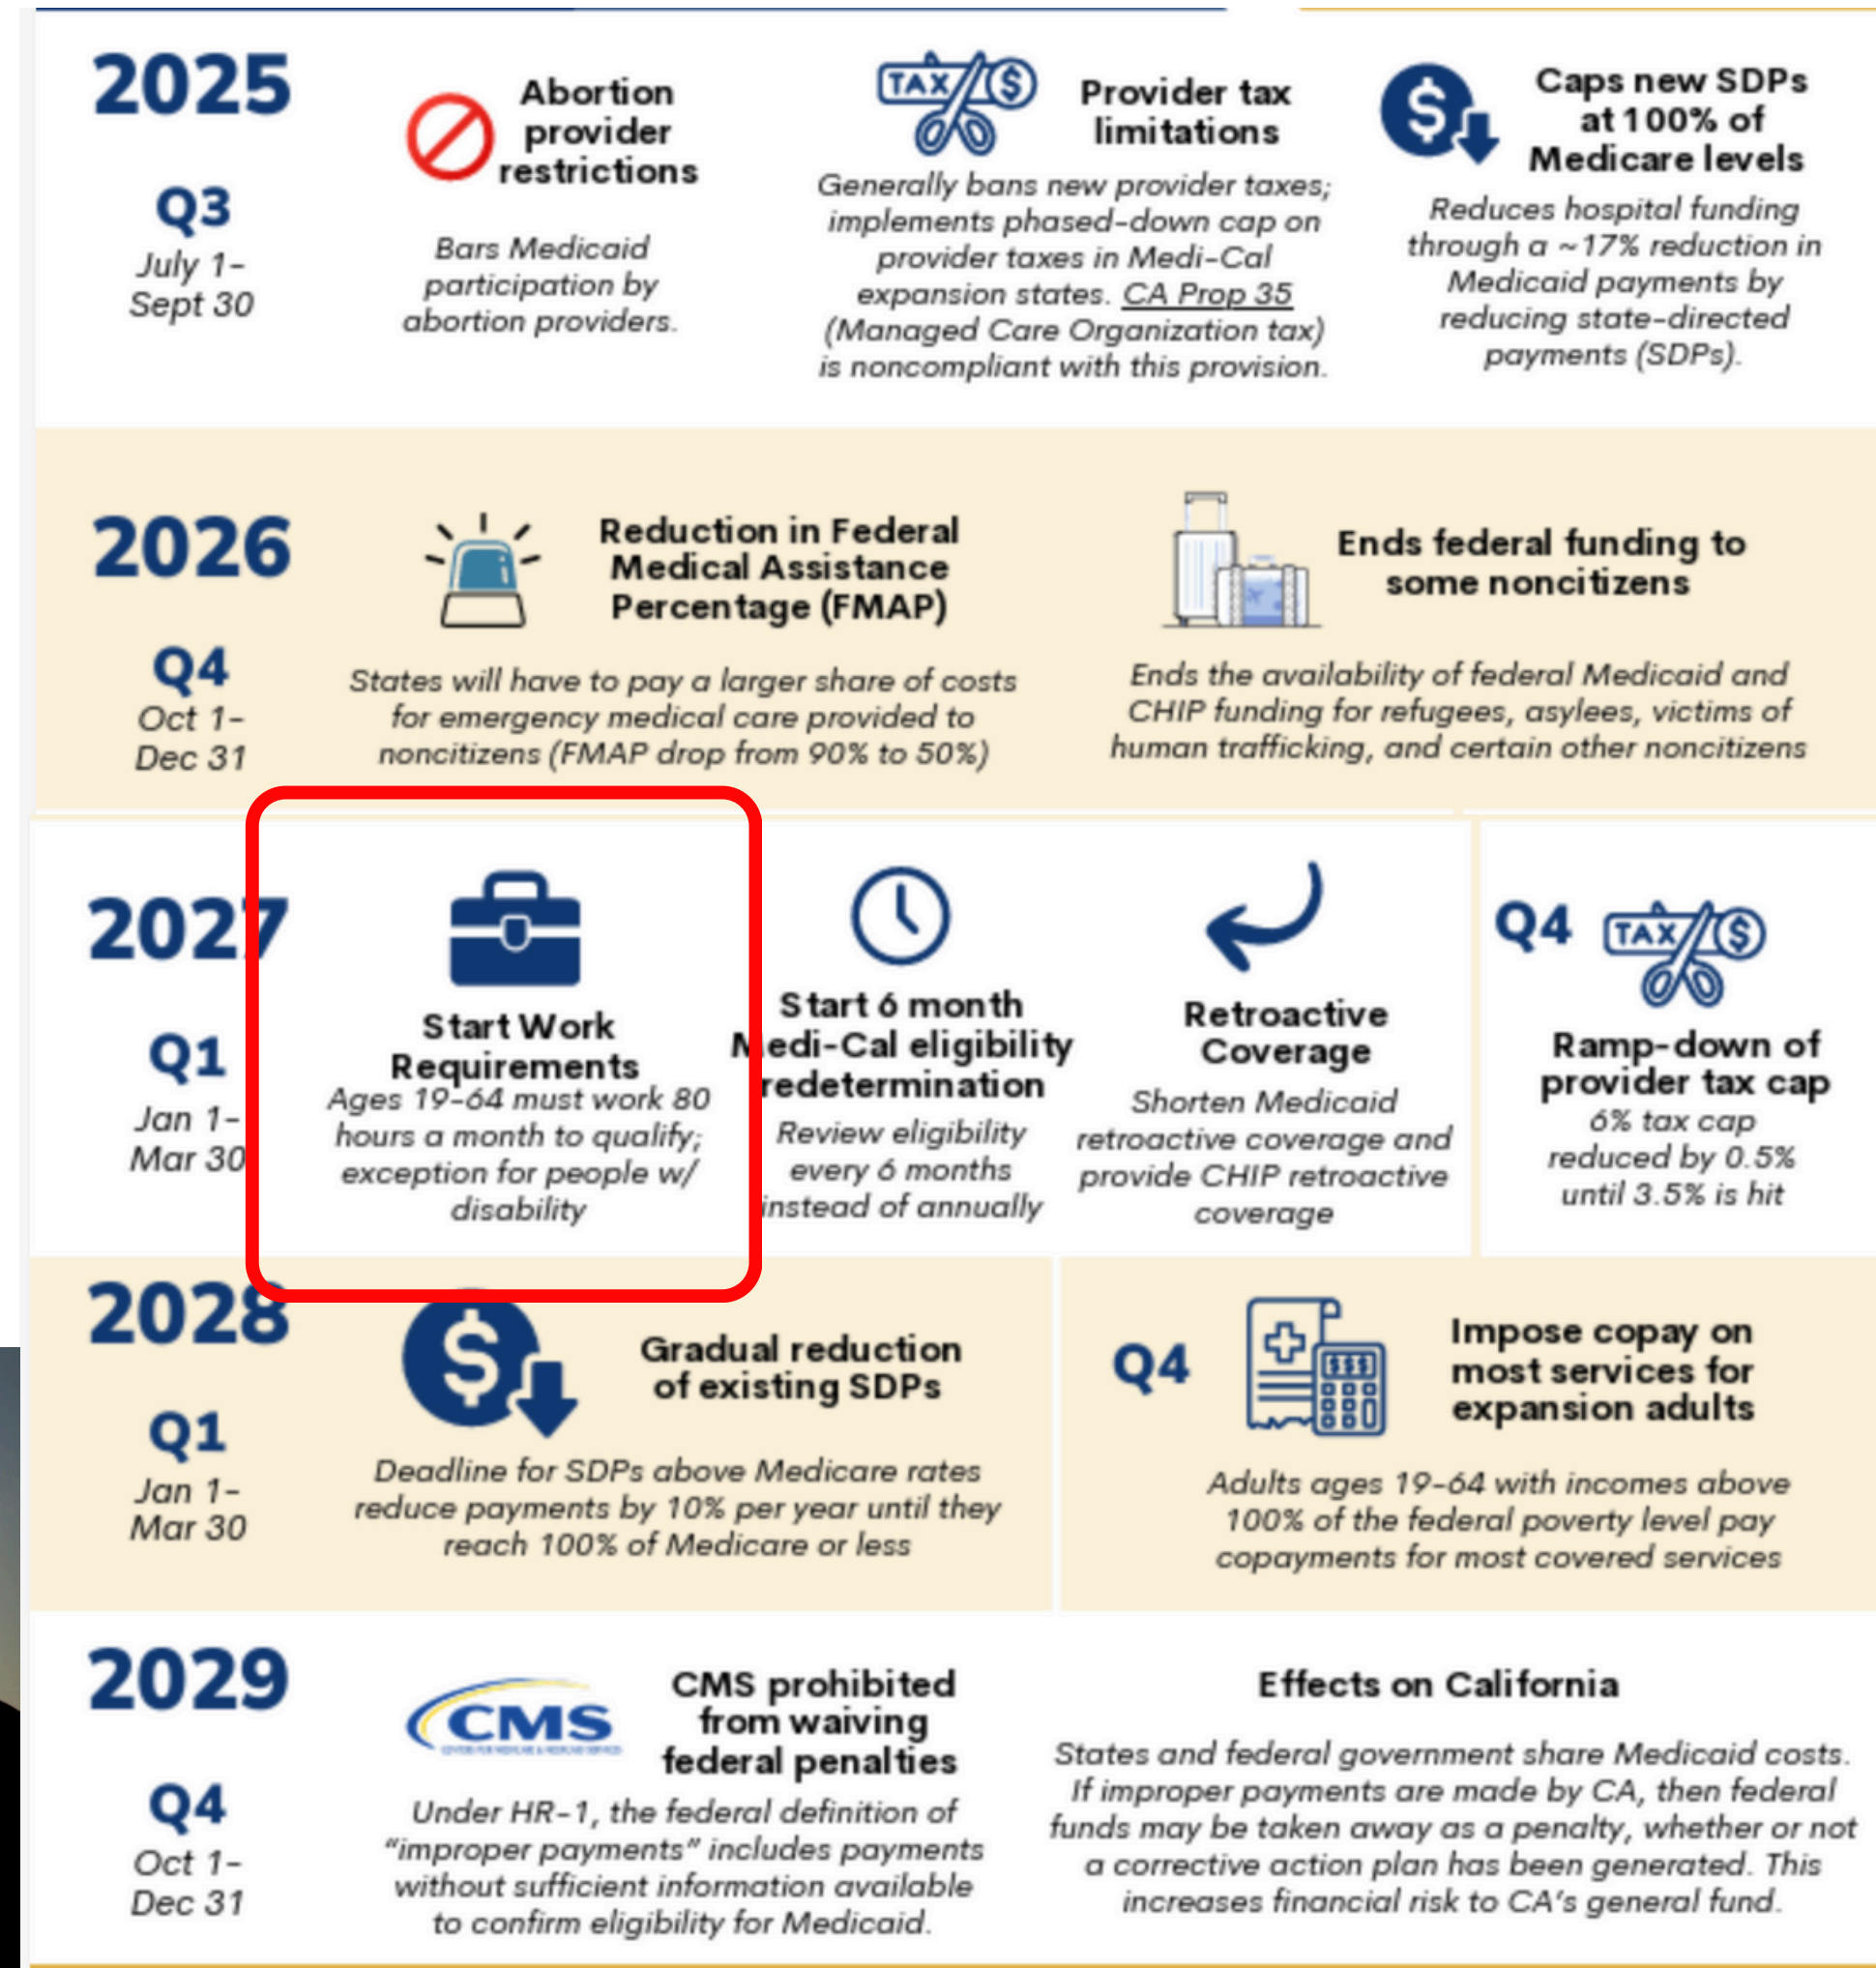 2025
Q3
July 1-
Sept 30
Abortion
provider
restrictions
Bars Medicaid
participation by
abortion providers.
TAX $
Provider tax
limitations
Generally bans new provider taxes;
implements phased-down cap on
provider taxes in Medi-Cal
expansion states. CA Prop 35
(Managed Care Organization tax)
is noncompliant with this provision.
$
Caps new SDPs
at 100% of
Medicare levels
Reduces hospital funding
through a ~17% reduction in
Medicaid payments by
reducing state-directed
payments (SDPs).
2026
Q4
Oct 1-
Dec 31
Reduction in Federal
Medical Assistance
Percentage (FMAP)
States will have to pay a larger share of costs
for emergency medical care provided to
noncitizens (FMAP drop from 90% to 50%)
Ends federal funding to
some noncitizens
Ends the availability of federal Medicaid and
CHIP funding for refugees, asylees, victims of
human trafficking, and certain other noncitizens
2027
Q1
Jan 1-
Mar 30
Start Work
Requirements
Ages 19-64 must work 80
hours a month to qualify;
exception for people w/
disability
Start 6 month
Medi-Cal eligibility
redetermination
Review eligibility
every 6 months
instead of annually
Retroactive
Coverage
Shorten Medicaid
retroactive coverage and
provide CHIP retroactive
coverage
Q4
TAX $
Ramp-down of
provider tax cap
6% tax cap
reduced by 0.5%
until 3.5% is hit
2028
Q1
Jan 1-
Mar 30
$
Gradual reduction
of existing SDPs
Deadline for SDPs above Medicare rates
reduce payments by 10% per year until they
reach 100% of Medicare or less
Q4
$$$
Impose copay on
most services for
expansion adults
Adults ages 19-64 with incomes above
100% of the federal poverty level pay
copayments for most covered services
2029
Q4
Oct 1-
Dec 31
CMS
CENTERS FOR MEDICARE & MEDICAID SERVICES
CMS prohibited
from waiving
federal penalties
Under HR-1, the federal definition of
"improper payments" includes payments
without sufficient information available
to confirm eligibility for Medicaid.
Effects on California
States and federal government share Medicaid costs.
If improper payments are made by CA, then federal
funds may be taken away as a penalty, whether or not
a corrective action plan has been generated. This
increases financial risk to CA's general fund.